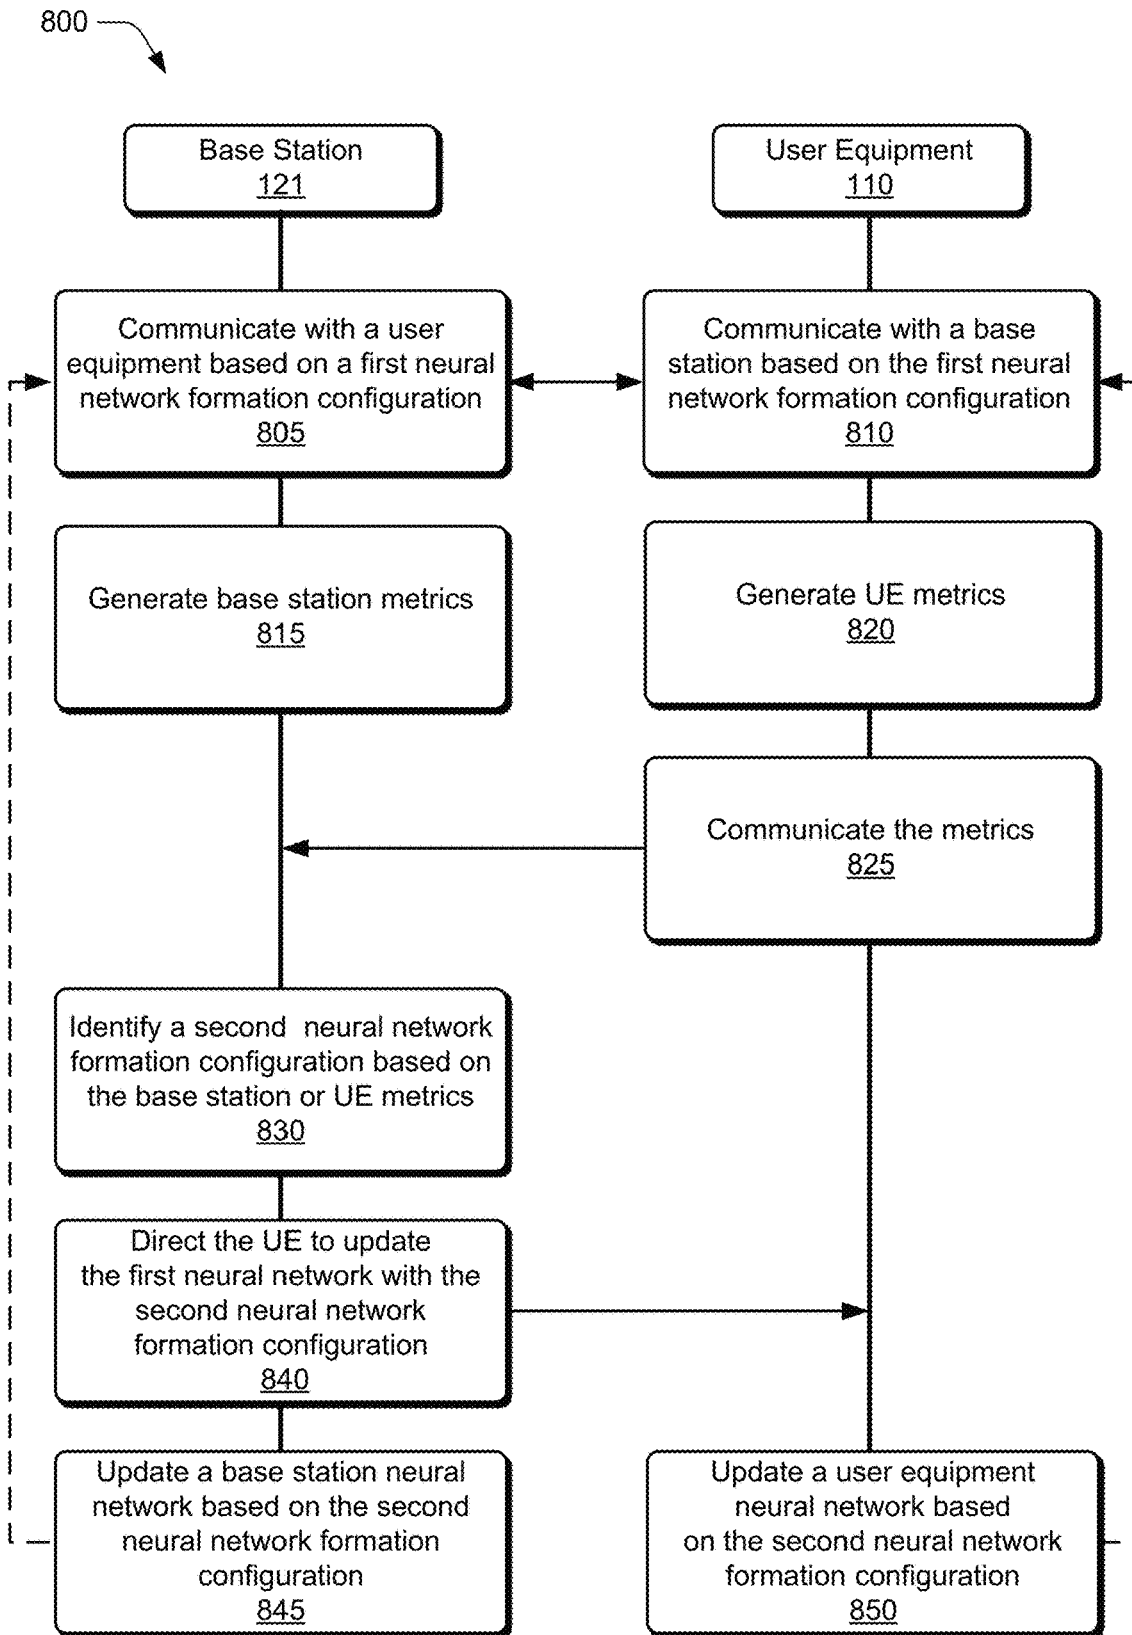 800
Base Station
121
User Equipment
110
Communicate with a user
equipment based on a first neural
network formation configuration
805
Communicate with a base
station based on the first neural
network formation configuration
810
Generate base station metrics
815
Generate UE metrics
820
Communicate the metrics
825
Identify a second neural network
formation configuration based on
the base station or UE metrics
830
Direct the UE to update
the first neural network with the
second neural network
formation configuration
840
Update a base station neural
network based on the second
neural network formation
configuration
845
Update a user equipment
neural network based
on the second neural network
formation configuration
850